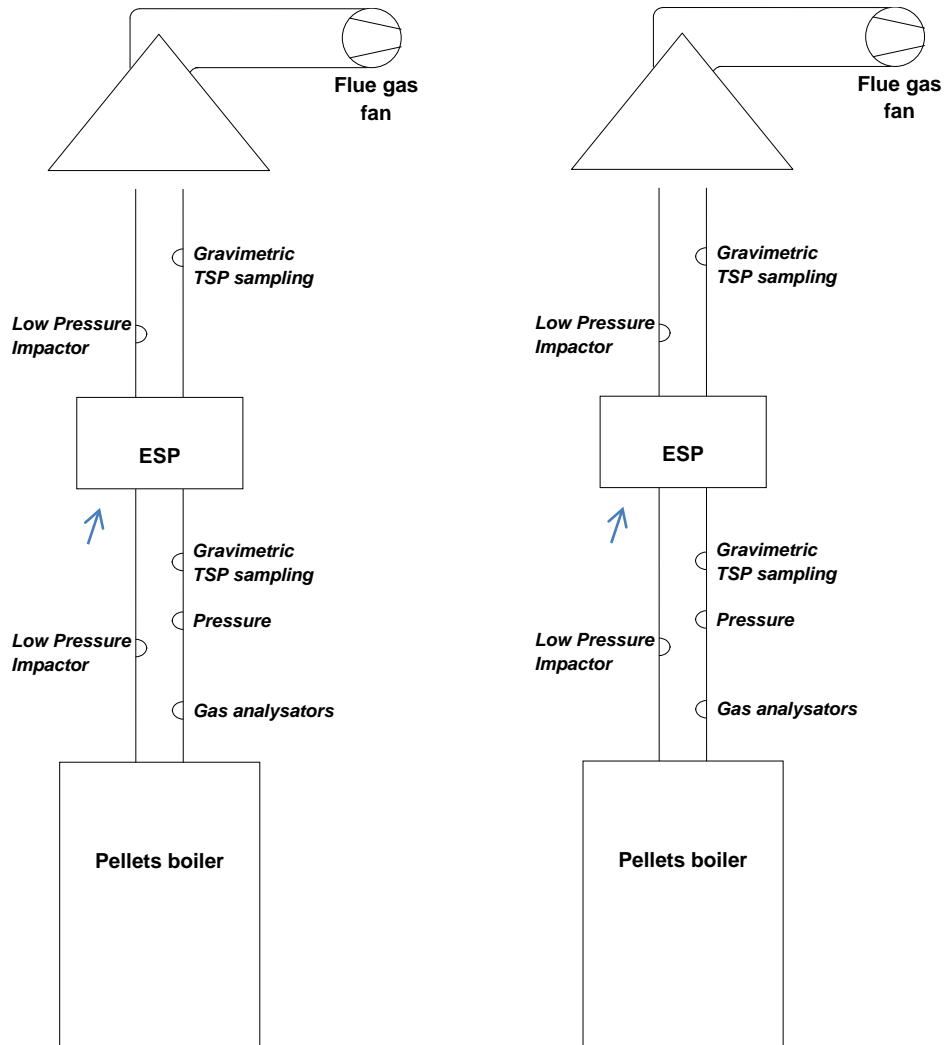 Flue gas
fan
Gravimetric
TSP sampling
Low Pressure
Impactor
ESP
Gravimetric
TSP sampling
Pressure
Low Pressure
Impactor
Gas analysators
Pellets boiler
Flue gas
fan
Gravimetric
TSP sampling
Low Pressure
Impactor
ESP
Gravimetric
TSP sampling
Pressure
Low Pressure
Impactor
Gas analysators
Pellets boiler